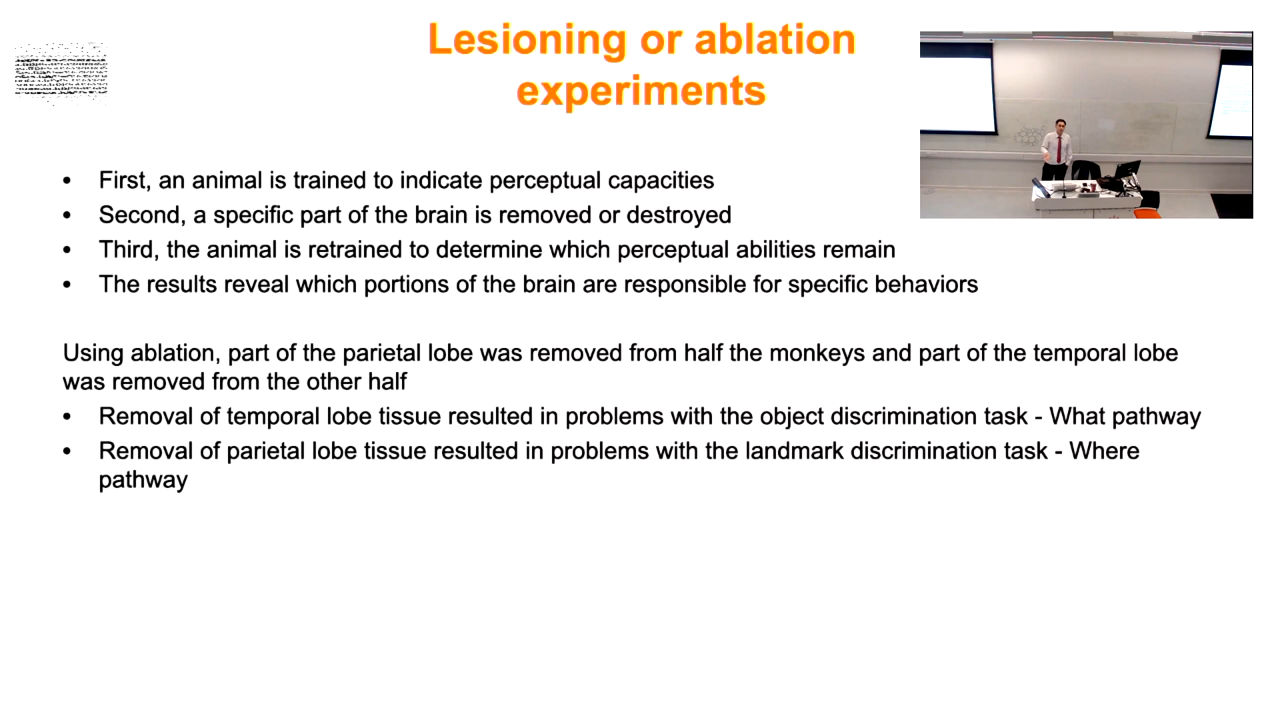 Lesioning or ablation
experiments
• First, an animal is trained to indicate perceptual capacities
• Second, a specific part of the brain is removed or destroyed
• Third, the animal is retrained to determine which perceptual abilities remain
• The results reveal which portions of the brain are responsible for specific behaviors
Using ablation, part of the parietal lobe was removed from half the monkeys and part of the temporal lobe
was removed from the other half
• Removal of temporal lobe tissue resulted in problems with the object discrimination task - What pathway
• Removal of parietal lobe tissue resulted in problems with the landmark discrimination task - Where
pathway